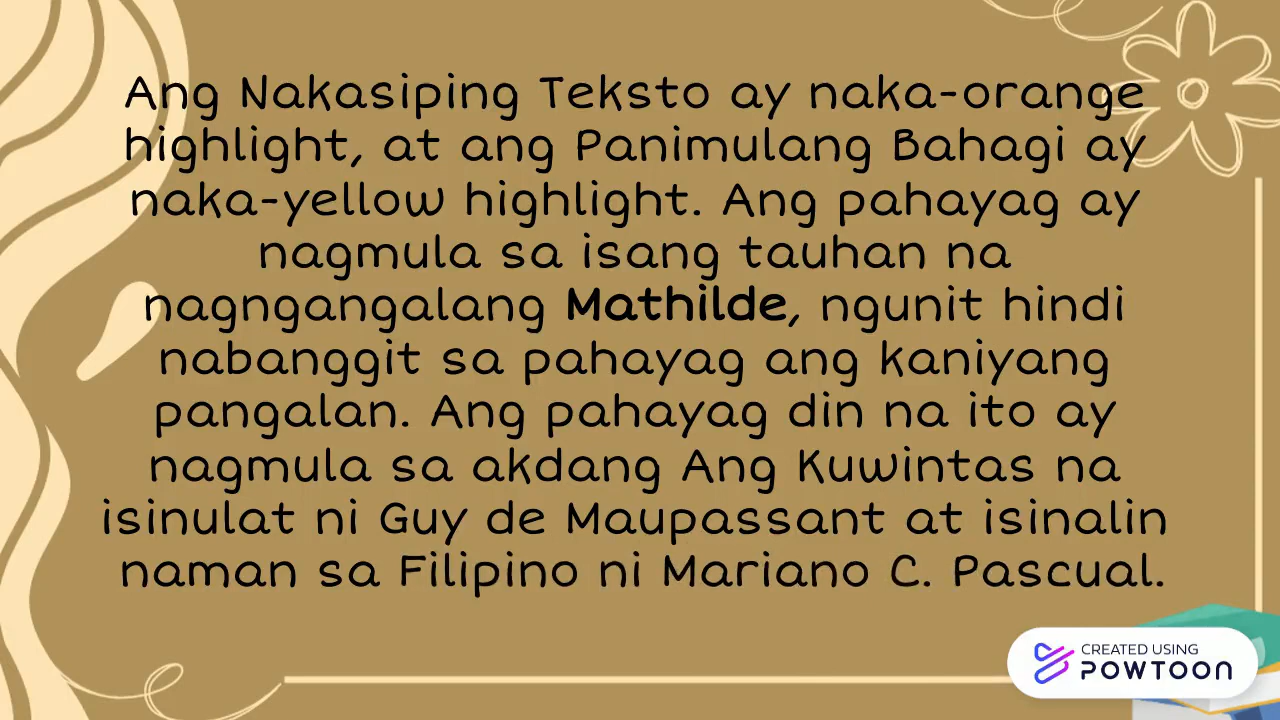 Ang Nakasiping Teksto ay naka-orange
highlight, at ang Panimulang Bahagi ay
naka-yellow highlight. Ang pahayag ay
nagmula sa isang tauhan na
nagngangalang Mathilde, ngunit hindi
nabanggit sa pahayag ang kaniyang
pangalan. Ang pahayag din na ito ay
nagmula sa akdang Ang Kuwintas na
isinulat ni Guy de Maupassant at isinalin
naman sa Filipino ni Mariano C. Pascual.
CREATED USING
POWTOON